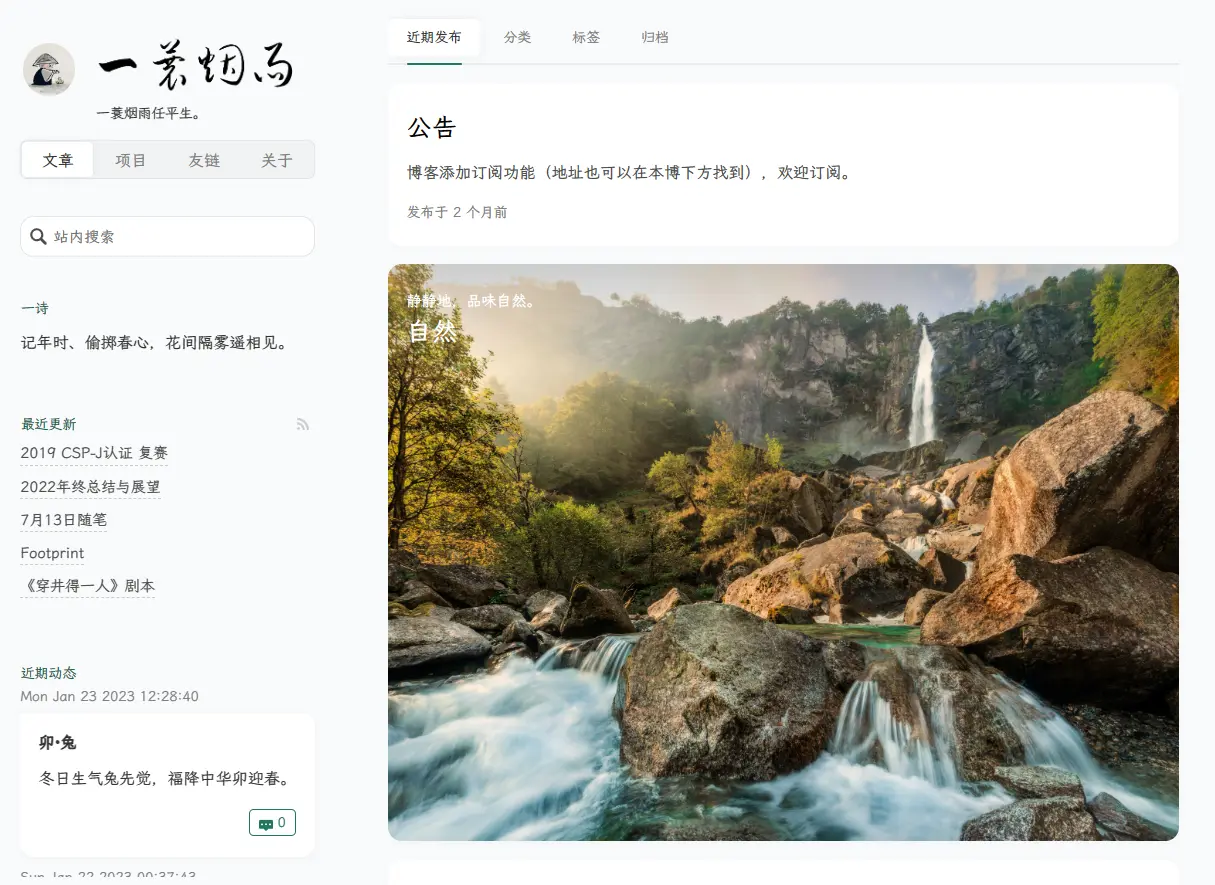 一蓑烟雨
一蓑烟雨任平生。
文章 项目 友链 关于
站内搜索
一诗
记年时、偷掷春心，花间隔雾遥相见。
最近更新
2019 CSP-J认证 复赛
2022年终总结与展望
7月13日随笔
Footprint
《穿井得一人》剧本
近期动态
Mon Jan 23 2023 12:28:40
卯·兔
冬日生气兔先觉，福降中华卯迎春。
0
Sun Jan 22 2023 00:37:43
近期发布 分类 标签 归档
公告
博客添加订阅功能（地址也可以在本博下方找到），欢迎订阅。
发布于 2 个月前
静静地，品味自然。
自然